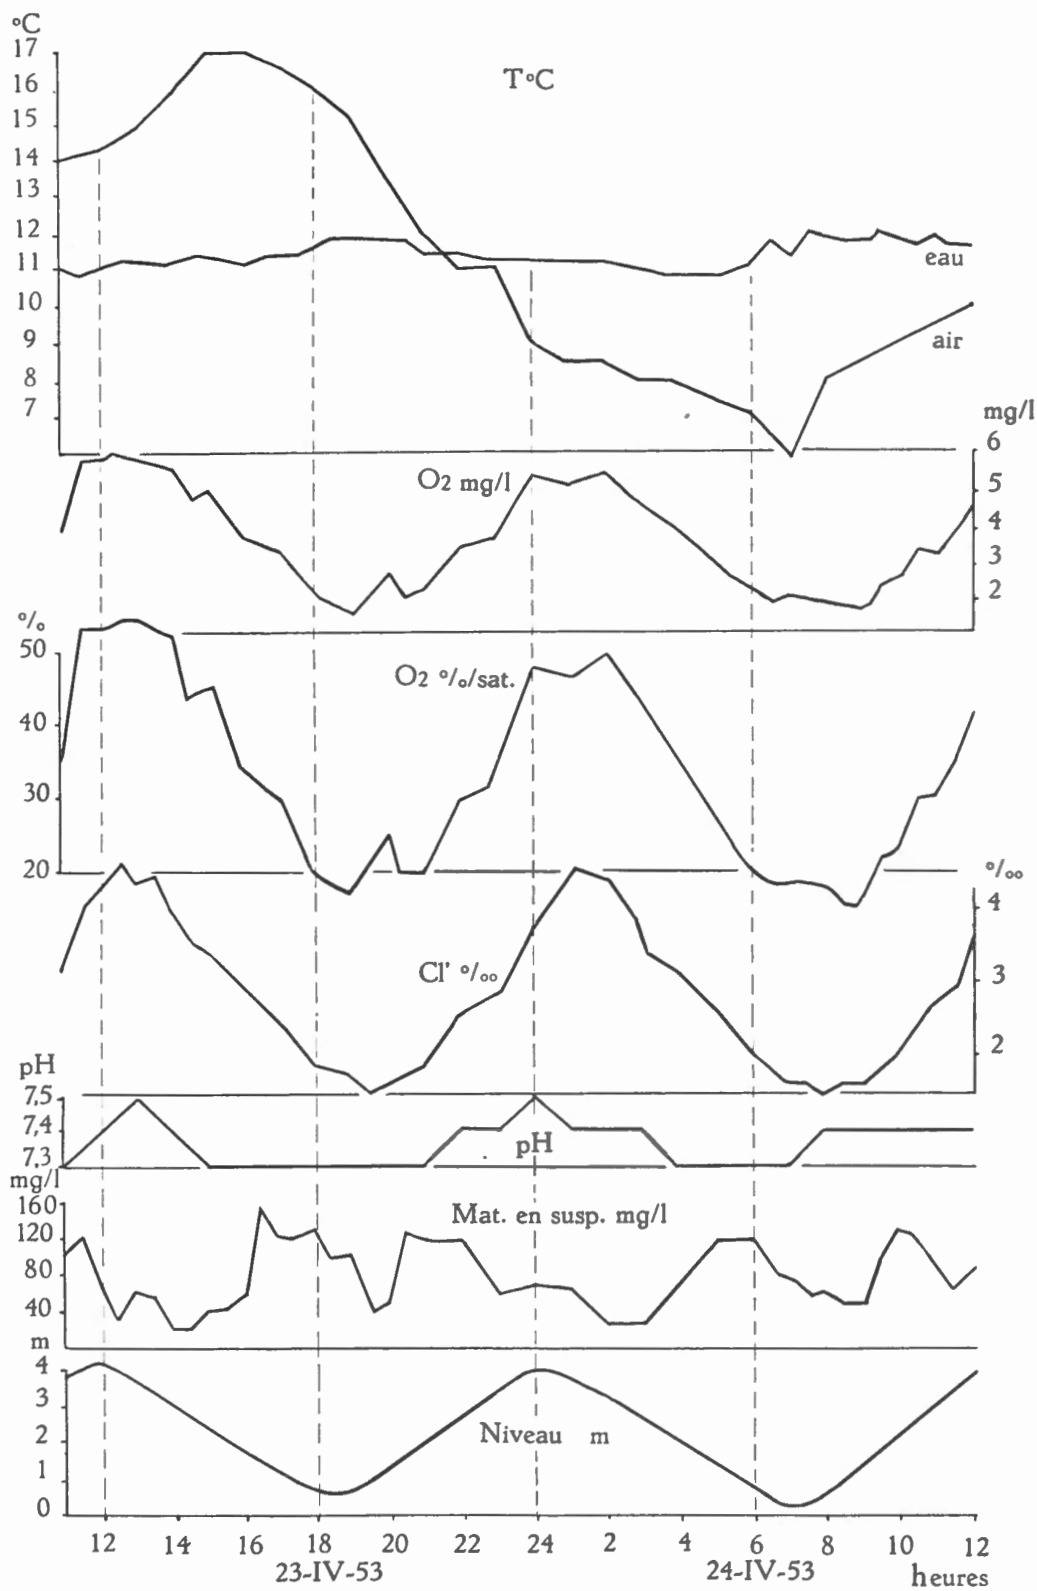 °C
17
16
T°C
15
14
13
12
11
eau
10
9
air
8
7
mg/l
6
O2 mg/l
5
4
3
2
°/o
50
O2 °/o/sat.
40
30
20
°/oo
4
Cl' °/oo
3
2
pH
7,5
7,4
pH
7,3
mg/l
160
Mat. en susp. mg/l
120
80
40
m
4
3
Niveau m
2
1
0
12 14 16 18 20 22 24 2 4 6 8 10 12
23-IV-53 24-IV-53 heures